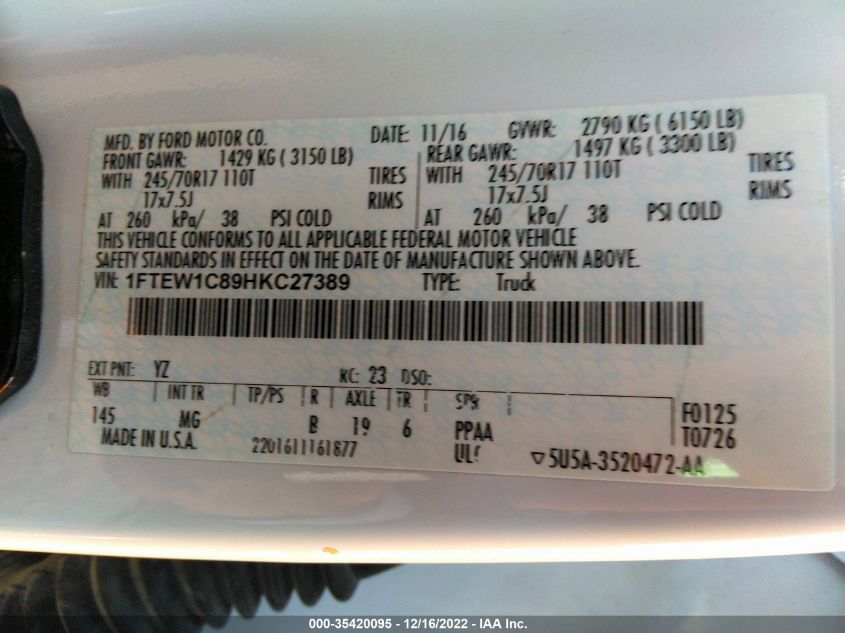 MFD. BY FORD MOTOR CO. DATE: 11/16 GVWR: 2790 KG ( 6150 LB)
FRONT GAWR: 1429 KG ( 3150 LB) REAR GAWR: 1497 KG ( 3300 LB)
WITH 245/70R17 110T TIRES WITH 245/70R17 110T TIRES
17x7.5J RIMS 17x7.5J RIMS
AT 260 kPa/ 38 PSI COLD AT 260 kPa/ 38 PSI COLD
THIS VEHICLE CONFORMS TO ALL APPLICABLE FEDERAL MOTOR VEHICLE
SAFETY STANDARDS IN EFFECT ON THE DATE OF MANUFACTURE SHOWN ABOVE.
VIN: 1FTEW1C89HKC27389 TYPE: Truck
EXT PNT: YZ RC: 23 DSO:
WB INT TR TP/PS R AXLE TR SPR
145 MG B 19 6 PPAA F0125
MADE IN U.S.A. 2201611161877 T0726
5U5A-3520472-AA
000-35420095 - 12/16/2022 - IAA Inc.